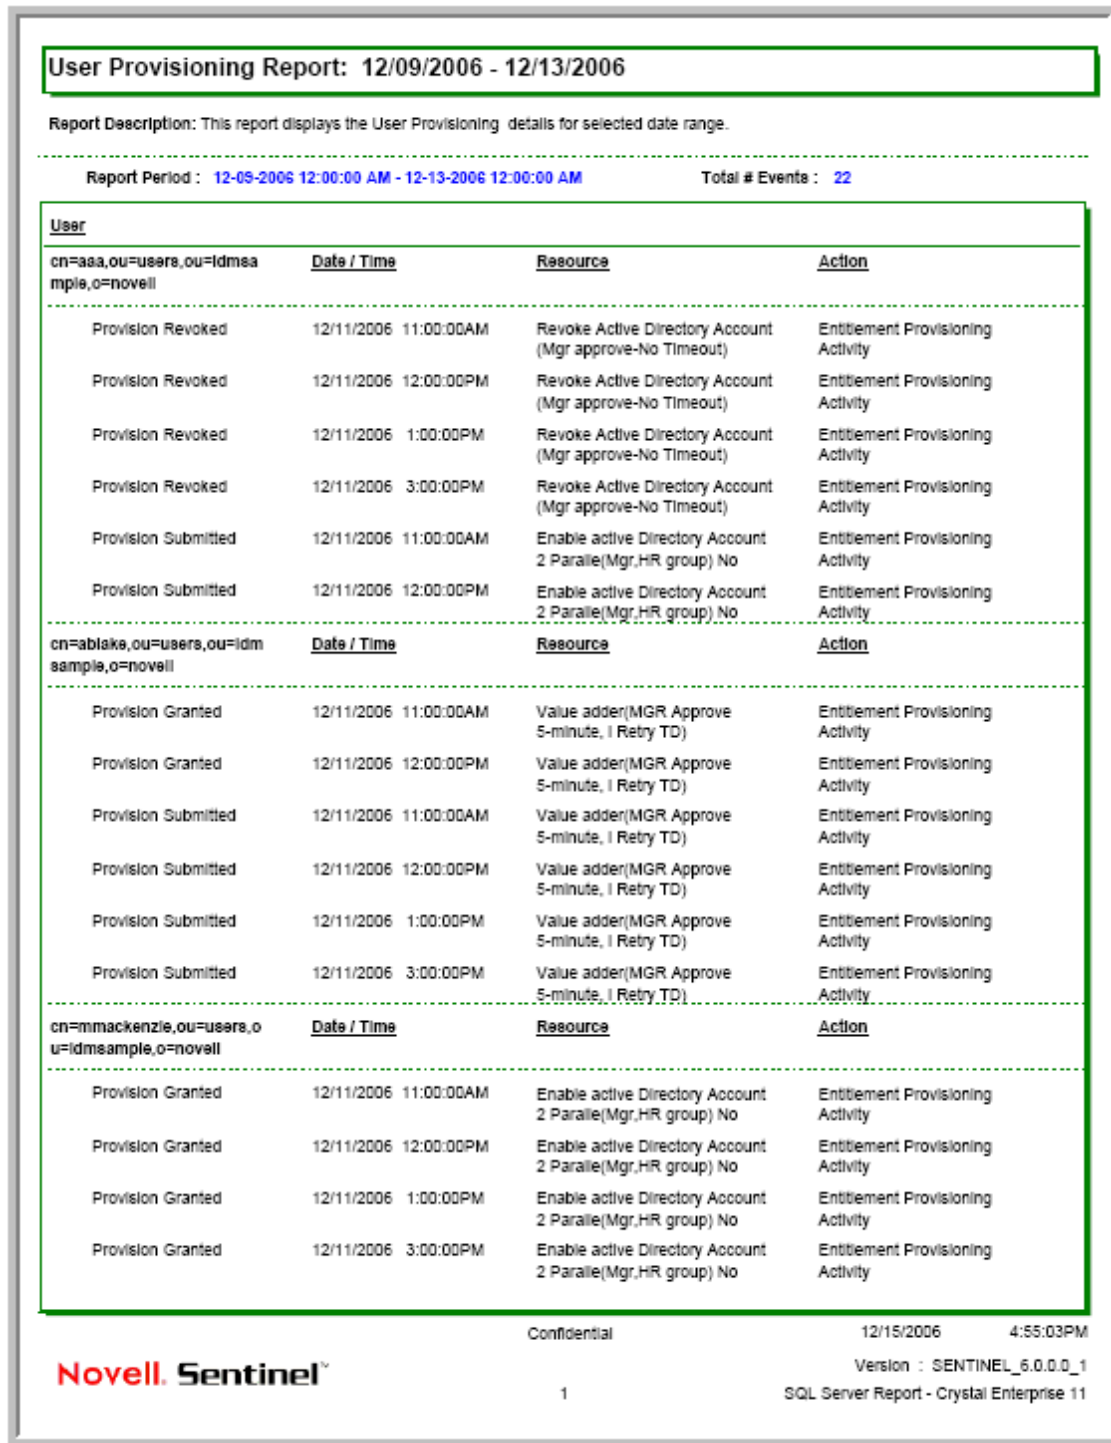 User Provisioning Report: 12/09/2006 - 12/13/2006
Report Description: This report displays the User Provisioning details for selected date range.
Report Period : 12-09-2006 12:00:00 AM - 12-13-2006 12:00:00 AM Total # Events : 22
User
cn=aaa,ou=users,ou=idmsa Date / Time Resource Action
mple,o=novell
Provision Revoked 12/11/2006 11:00:00AM Revoke Active Directory Account Entitlement Provisioning
(Mgr approve-No Timeout) Activity
Provision Revoked 12/11/2006 12:00:00PM Revoke Active Directory Account Entitlement Provisioning
(Mgr approve-No Timeout) Activity
Provision Revoked 12/11/2006 1:00:00PM Revoke Active Directory Account Entitlement Provisioning
(Mgr approve-No Timeout) Activity
Provision Revoked 12/11/2006 3:00:00PM Revoke Active Directory Account Entitlement Provisioning
(Mgr approve-No Timeout) Activity
Provision Submitted 12/11/2006 11:00:00AM Enable active Directory Account Entitlement Provisioning
2 Paralle(Mgr,HR group) No Activity
Provision Submitted 12/11/2006 12:00:00PM Enable active Directory Account Entitlement Provisioning
2 Paralle(Mgr,HR group) No Activity
cn=ablake,ou=users,ou=idm Date / Time Resource Action
sample,o=novell
Provision Granted 12/11/2006 11:00:00AM Value adder(MGR Approve Entitlement Provisioning
5-minute, I Retry TD) Activity
Provision Granted 12/11/2006 12:00:00PM Value adder(MGR Approve Entitlement Provisioning
5-minute, I Retry TD) Activity
Provision Submitted 12/11/2006 11:00:00AM Value adder(MGR Approve Entitlement Provisioning
5-minute, I Retry TD) Activity
Provision Submitted 12/11/2006 12:00:00PM Value adder(MGR Approve Entitlement Provisioning
5-minute, I Retry TD) Activity
Provision Submitted 12/11/2006 1:00:00PM Value adder(MGR Approve Entitlement Provisioning
5-minute, I Retry TD) Activity
Provision Submitted 12/11/2006 3:00:00PM Value adder(MGR Approve Entitlement Provisioning
5-minute, I Retry TD) Activity
cn=mmackenzie,ou=users,o Date / Time Resource Action
u=idmsample,o=novell
Provision Granted 12/11/2006 11:00:00AM Enable active Directory Account Entitlement Provisioning
2 Paralle(Mgr,HR group) No Activity
Provision Granted 12/11/2006 12:00:00PM Enable active Directory Account Entitlement Provisioning
2 Paralle(Mgr,HR group) No Activity
Provision Granted 12/11/2006 1:00:00PM Enable active Directory Account Entitlement Provisioning
2 Paralle(Mgr,HR group) No Activity
Provision Granted 12/11/2006 3:00:00PM Enable active Directory Account Entitlement Provisioning
2 Paralle(Mgr,HR group) No Activity
Confidential 12/15/2006 4:55:03PM
Novell. Sentinel™ Version : SENTINEL_6.0.0.0_1
1 SQL Server Report - Crystal Enterprise 11